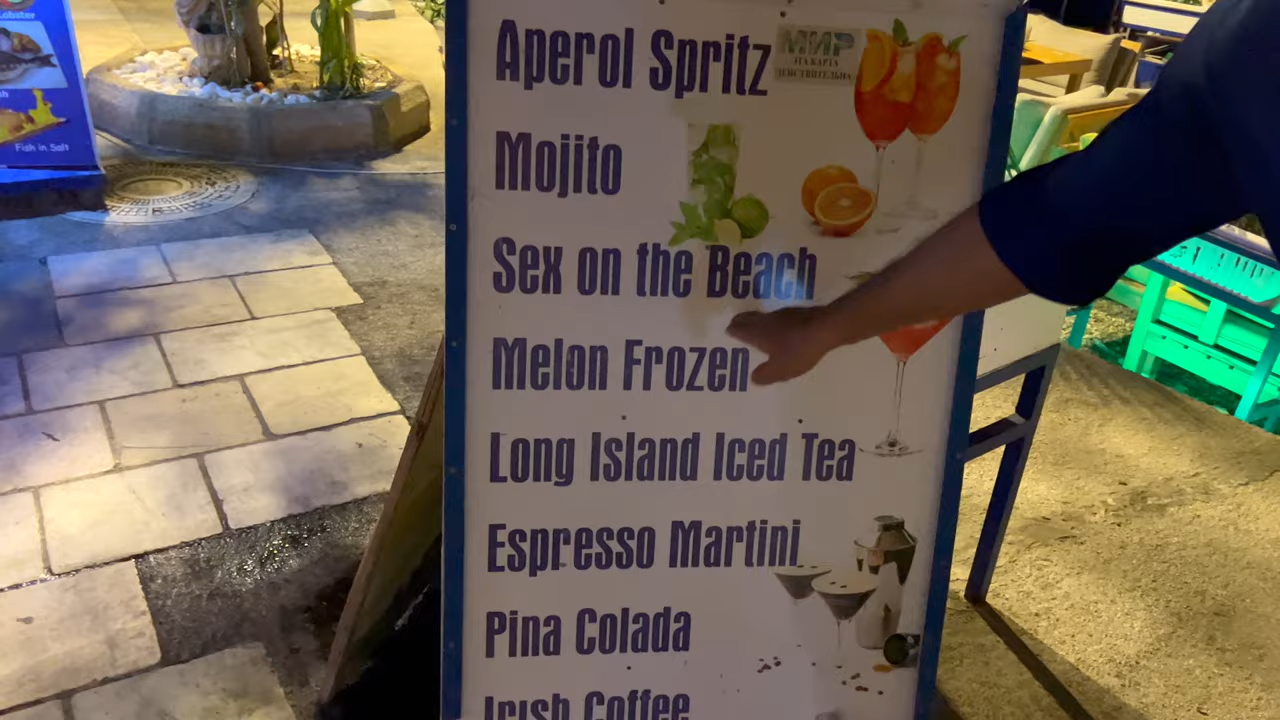 Lobster
Fish in Salt
Aperol Spritz
МИР
ЭТА КАРТА
ДЕЙСТВИТЕЛЬНА
Mojito
Sex on the Beach
Melon Frozen
Long Island Iced Tea
Espresso Martini
Pina Colada
Irish Coffee